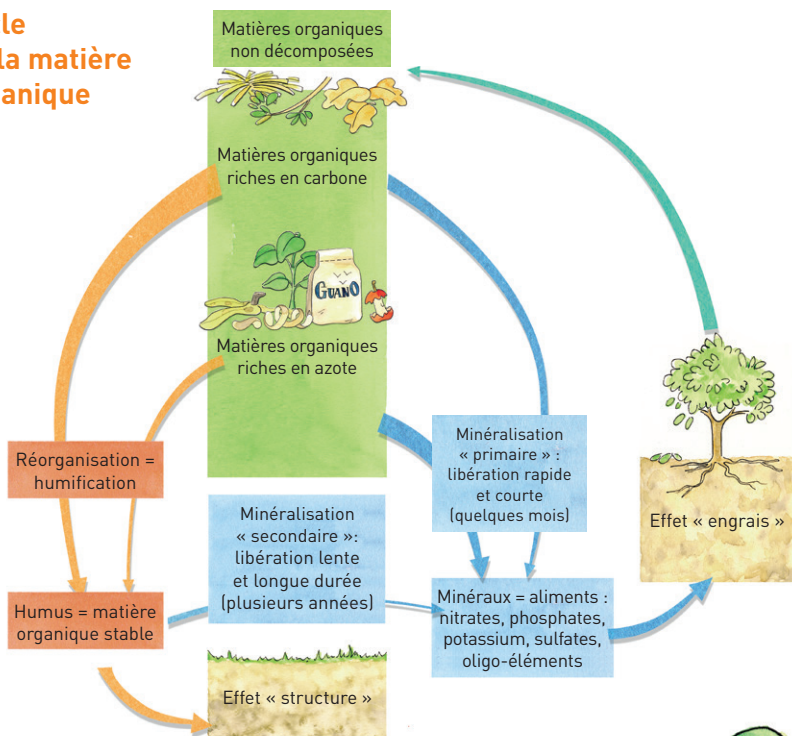 le
la matière
anique
Matières organiques
non décomposées
Matières organiques
riches en carbone
GUANO
Matières organiques
riches en azote
Réorganisation =
humification
Minéralisation
« primaire » :
libération rapide
et courte
(quelques mois)
Effet « engrais »
Minéralisation
« secondaire »:
libération lente
et longue durée
(plusieurs années)
Humus = matière
organique stable
Minéraux = aliments :
nitrates, phosphates,
potassium, sulfates,
oligo-éléments
Effet « structure »